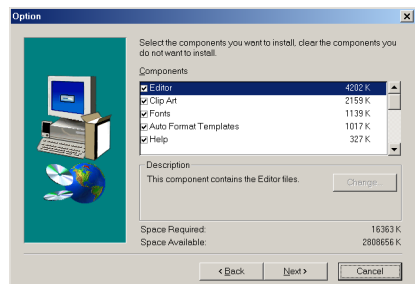 Option
Select the components you want to install, clear the components you
do not want to install.
Components
Editor 4202 K
Clip Art 2159 K
Fonts 1139 K
Auto Format Templates 1017 K
Help 327 K
Description
This component contains the Editor files.
Change...
Space Required: 16363 K
Space Available: 2808656 K
< Back
Next >
Cancel